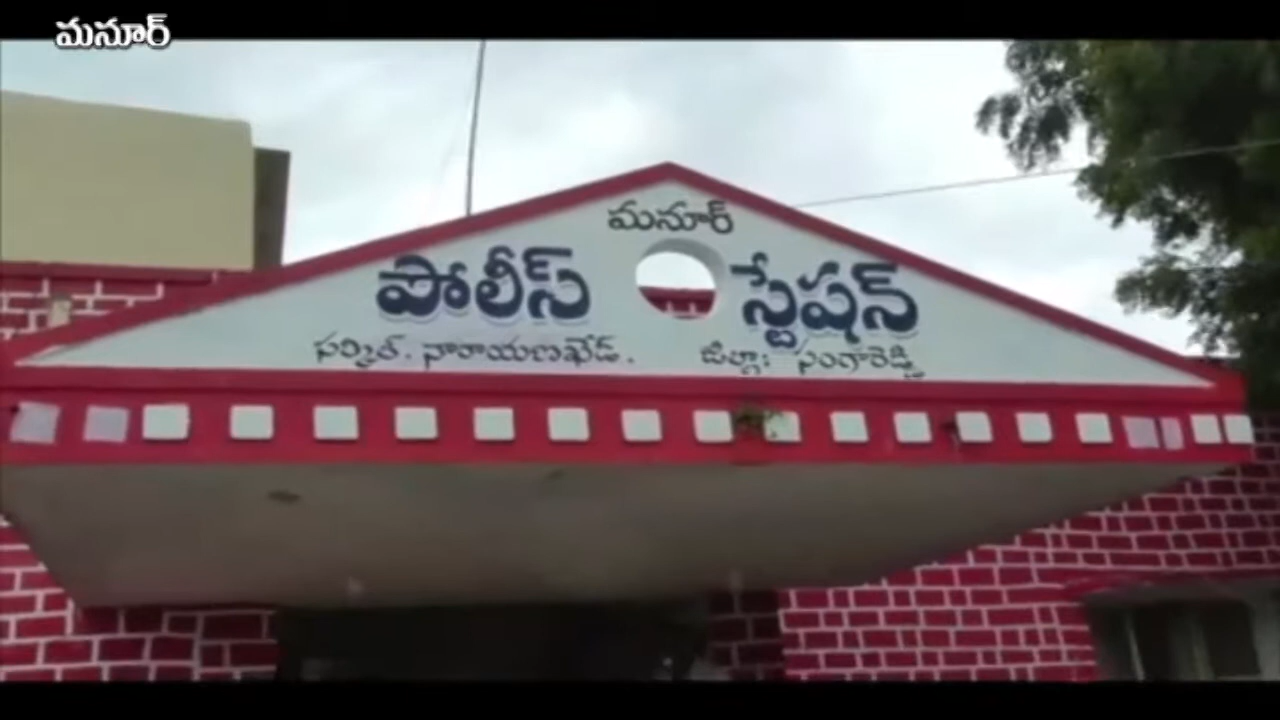 మనూర్
మనూర్
పోలీస్ స్టేషన్
సర్కిల్. నారాయణఖేడ్. జిల్లా: సంగారెడ్డి